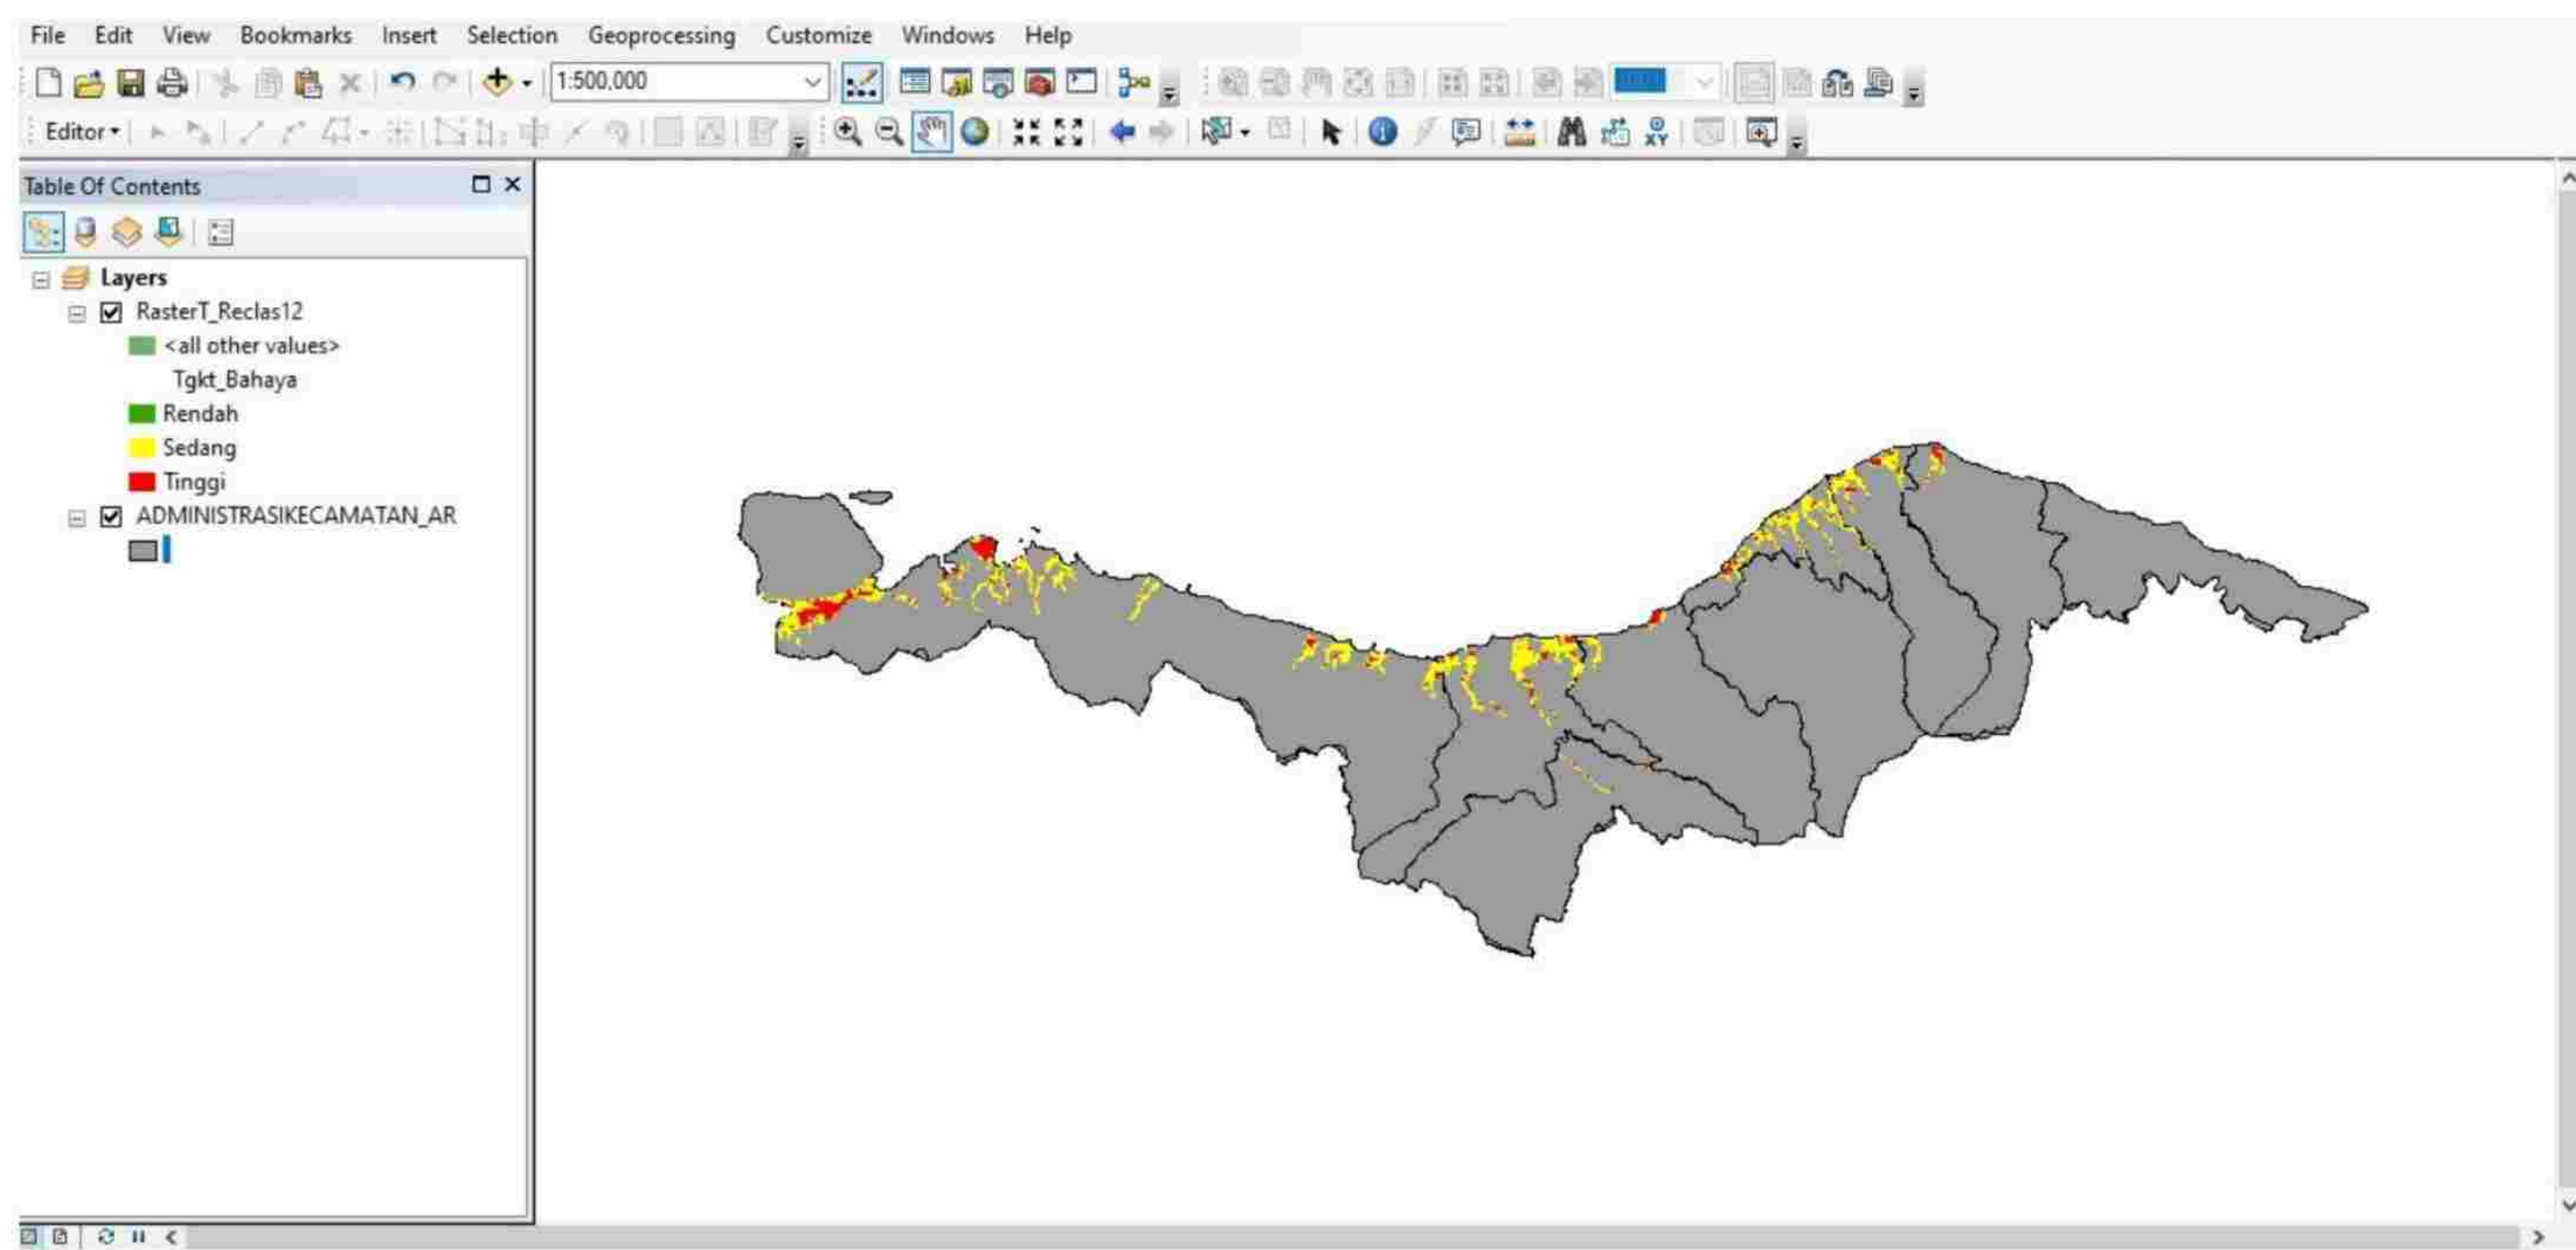 File Edit View Bookmarks Insert Selection Geoprocessing Customize Windows Help
1:500,000
Editor
Table Of Contents
Layers
RasterT_Reclas12
<all other values>
Tgkt_Bahaya
Rendah
Sedang
Tinggi
ADMINISTRASIKECAMATAN_AR